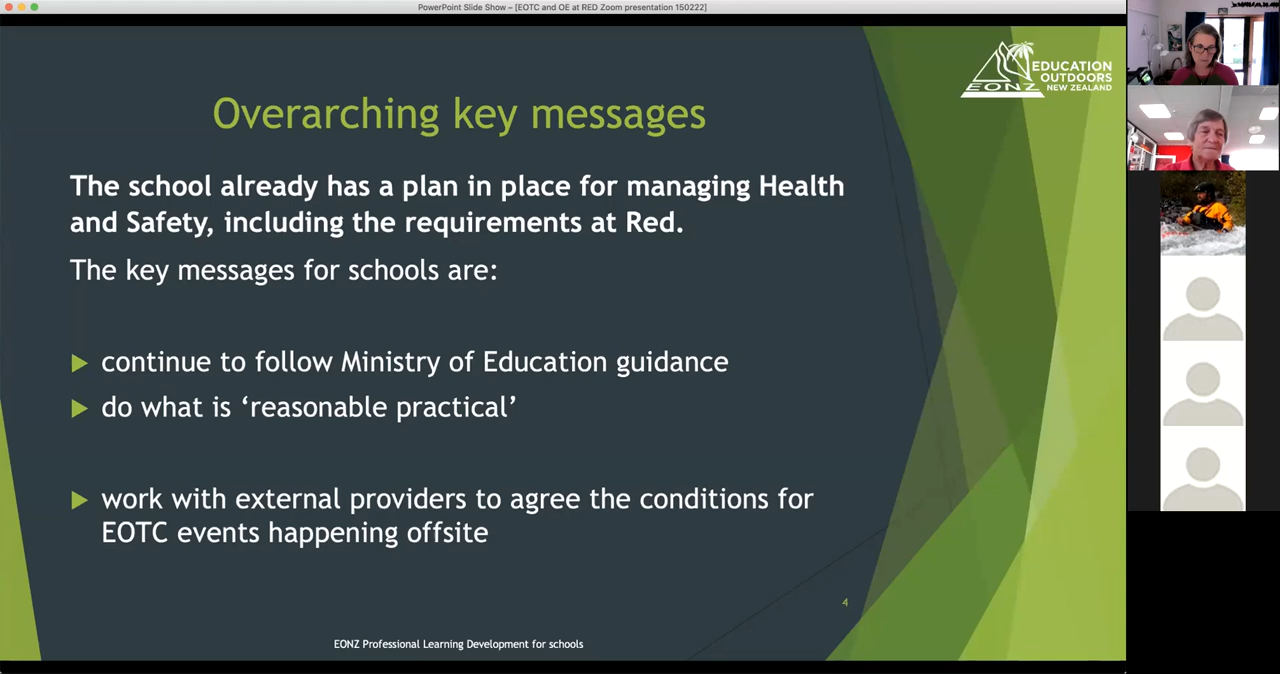 PowerPoint Slide Show – [EOTC and OE at RED Zoom presentation 150222]
EONZ
EDUCATION
OUTDOORS
NEW ZEALAND
Overarching key messages
The school already has a plan in place for managing Health
and Safety, including the requirements at Red.
The key messages for schools are:
continue to follow Ministry of Education guidance
do what is ‘reasonable practical’
work with external providers to agree the conditions for
EOTC events happening offsite
4
EONZ Professional Learning Development for schools